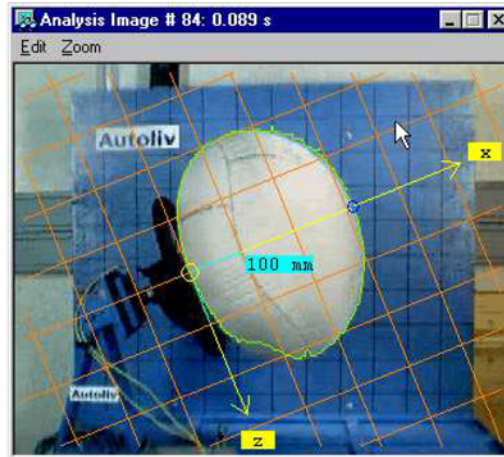 Analysis Image # 84: 0.089 s
Edit Zoom
Autoliv
x
100 mm
Autoliv
z